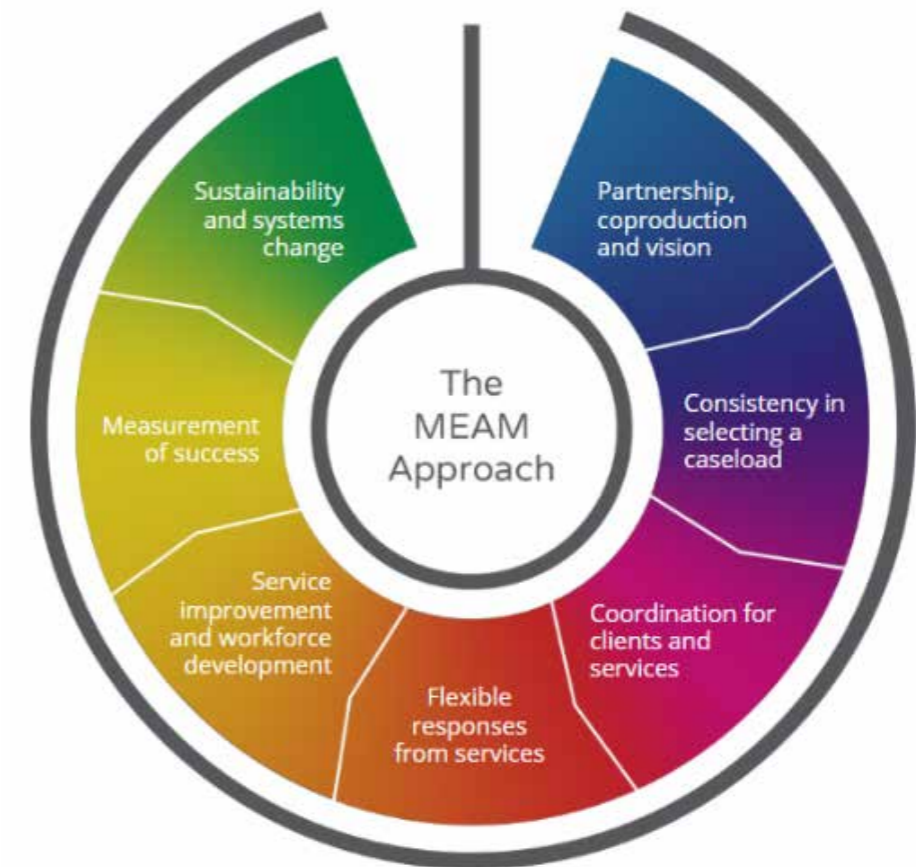 The
MEAM
Approach
Partnership,
coproduction
and vision
Consistency in
selecting a
caseload
Coordination for
clients and
services
Flexible
responses
from services
Service
improvement
and workforce
development
Measurement
of success
Sustainability
and systems
change